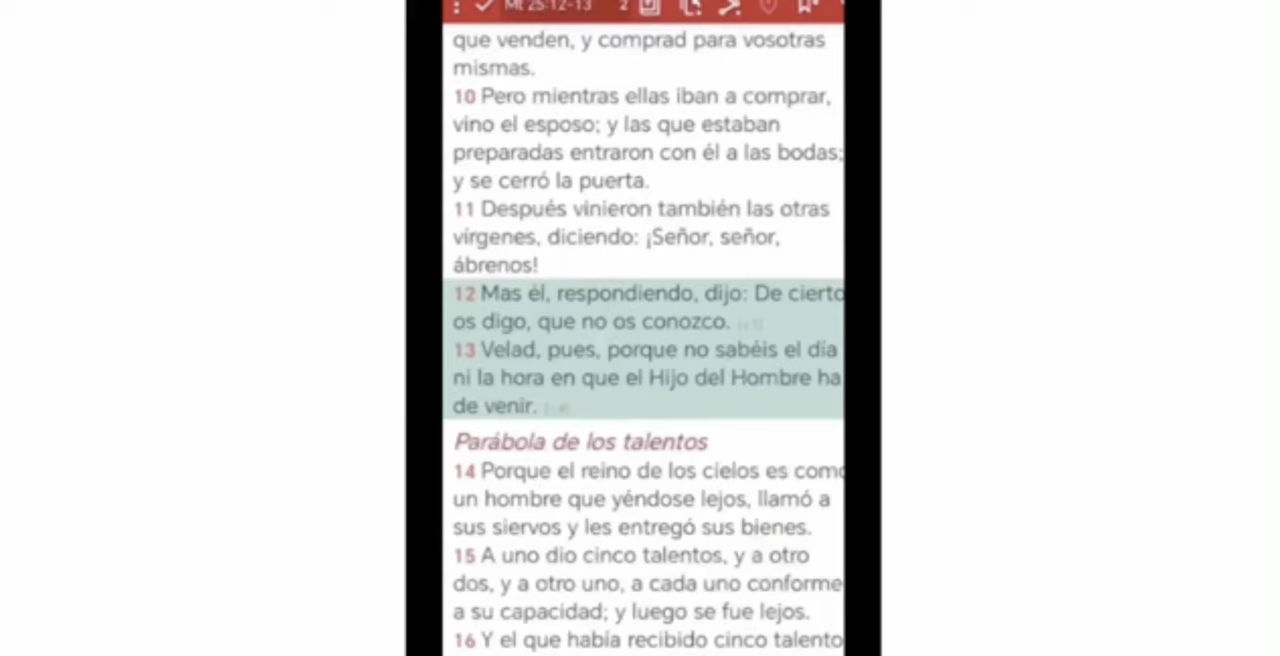 Mt 25:12-13 2
que venden, y comprad para vosotras
mismas.
10 Pero mientras ellas iban a comprar,
vino el esposo; y las que estaban
preparadas entraron con él a las bodas;
y se cerró la puerta.
11 Después vinieron también las otras
vírgenes, diciendo: ¡Señor, señor,
ábrenos!
12 Mas él, respondiendo, dijo: De cierto
os digo, que no os conozco.
13 Velad, pues, porque no sabéis el día
ni la hora en que el Hijo del Hombre ha
de venir.
Parábola de los talentos
14 Porque el reino de los cielos es como
un hombre que yéndose lejos, llamó a
sus siervos y les entregó sus bienes.
15 A uno dio cinco talentos, y a otro
dos, y a otro uno, a cada uno conforme
a su capacidad; y luego se fue lejos.
16 Y el que había recibido cinco talento